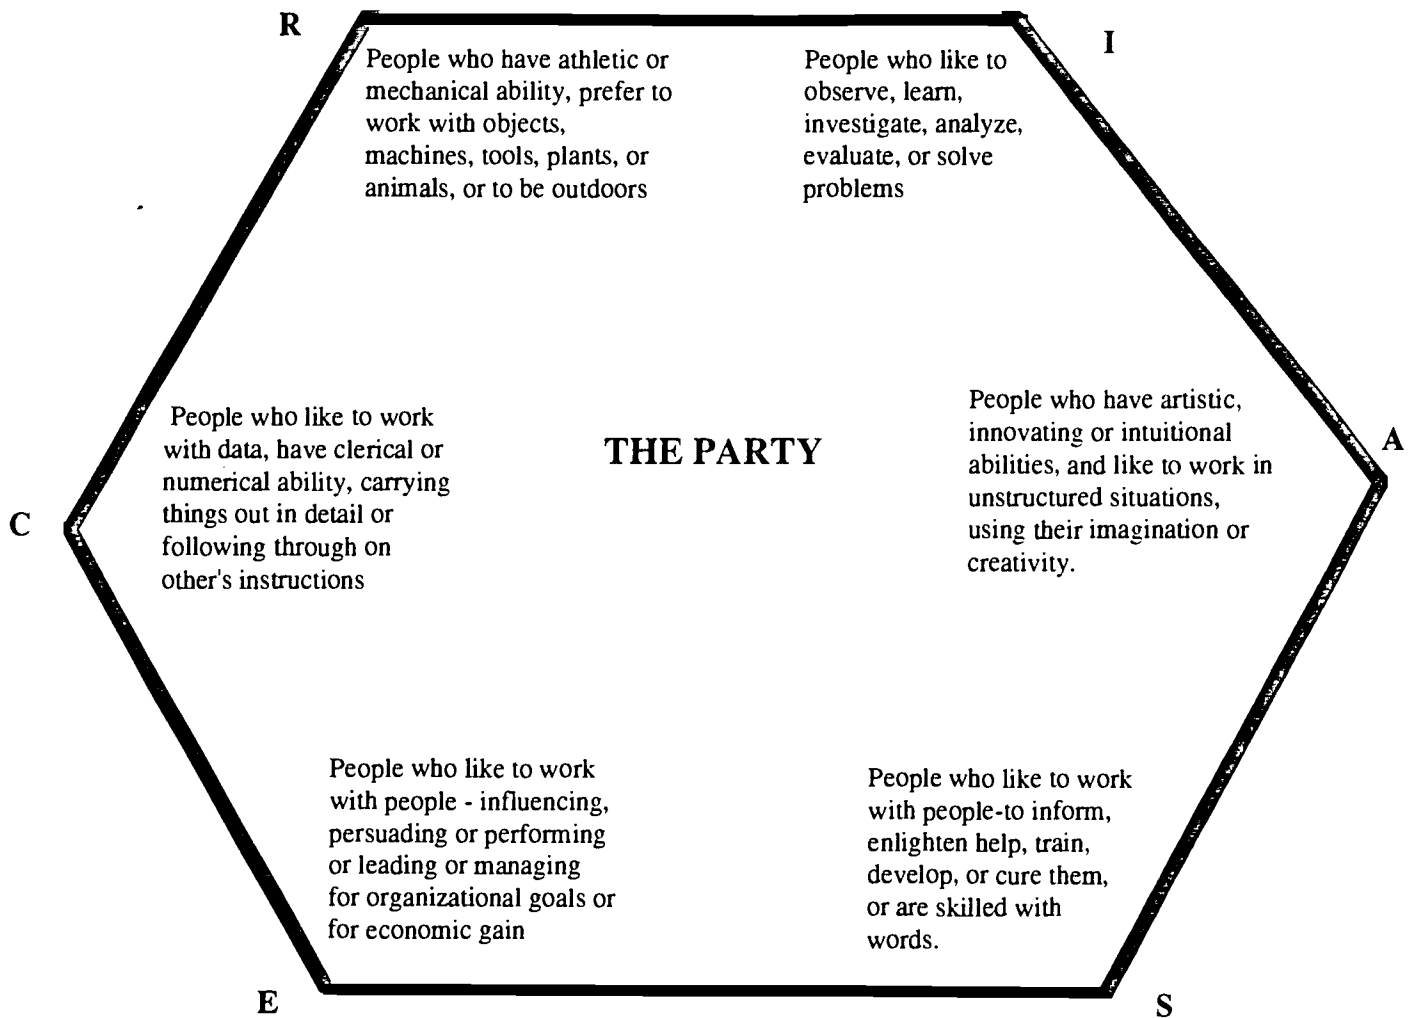 R
I
People who have athletic or
mechanical ability, prefer to
work with objects,
machines, tools, plants, or
animals, or to be outdoors
People who like to
observe, learn,
investigate, analyze,
evaluate, or solve
problems
People who like to work
with data, have clerical or
numerical ability, carrying
things out in detail or
following through on
other's instructions
C
THE PARTY
People who have artistic,
innovating or intuitional
abilities, and like to work in
unstructured situations,
using their imagination or
creativity.
A
People who like to work
with people - influencing,
persuading or performing
or leading or managing
for organizational goals or
for economic gain
E
People who like to work
with people-to inform,
enlighten help, train,
develop, or cure them,
or are skilled with
words.
S